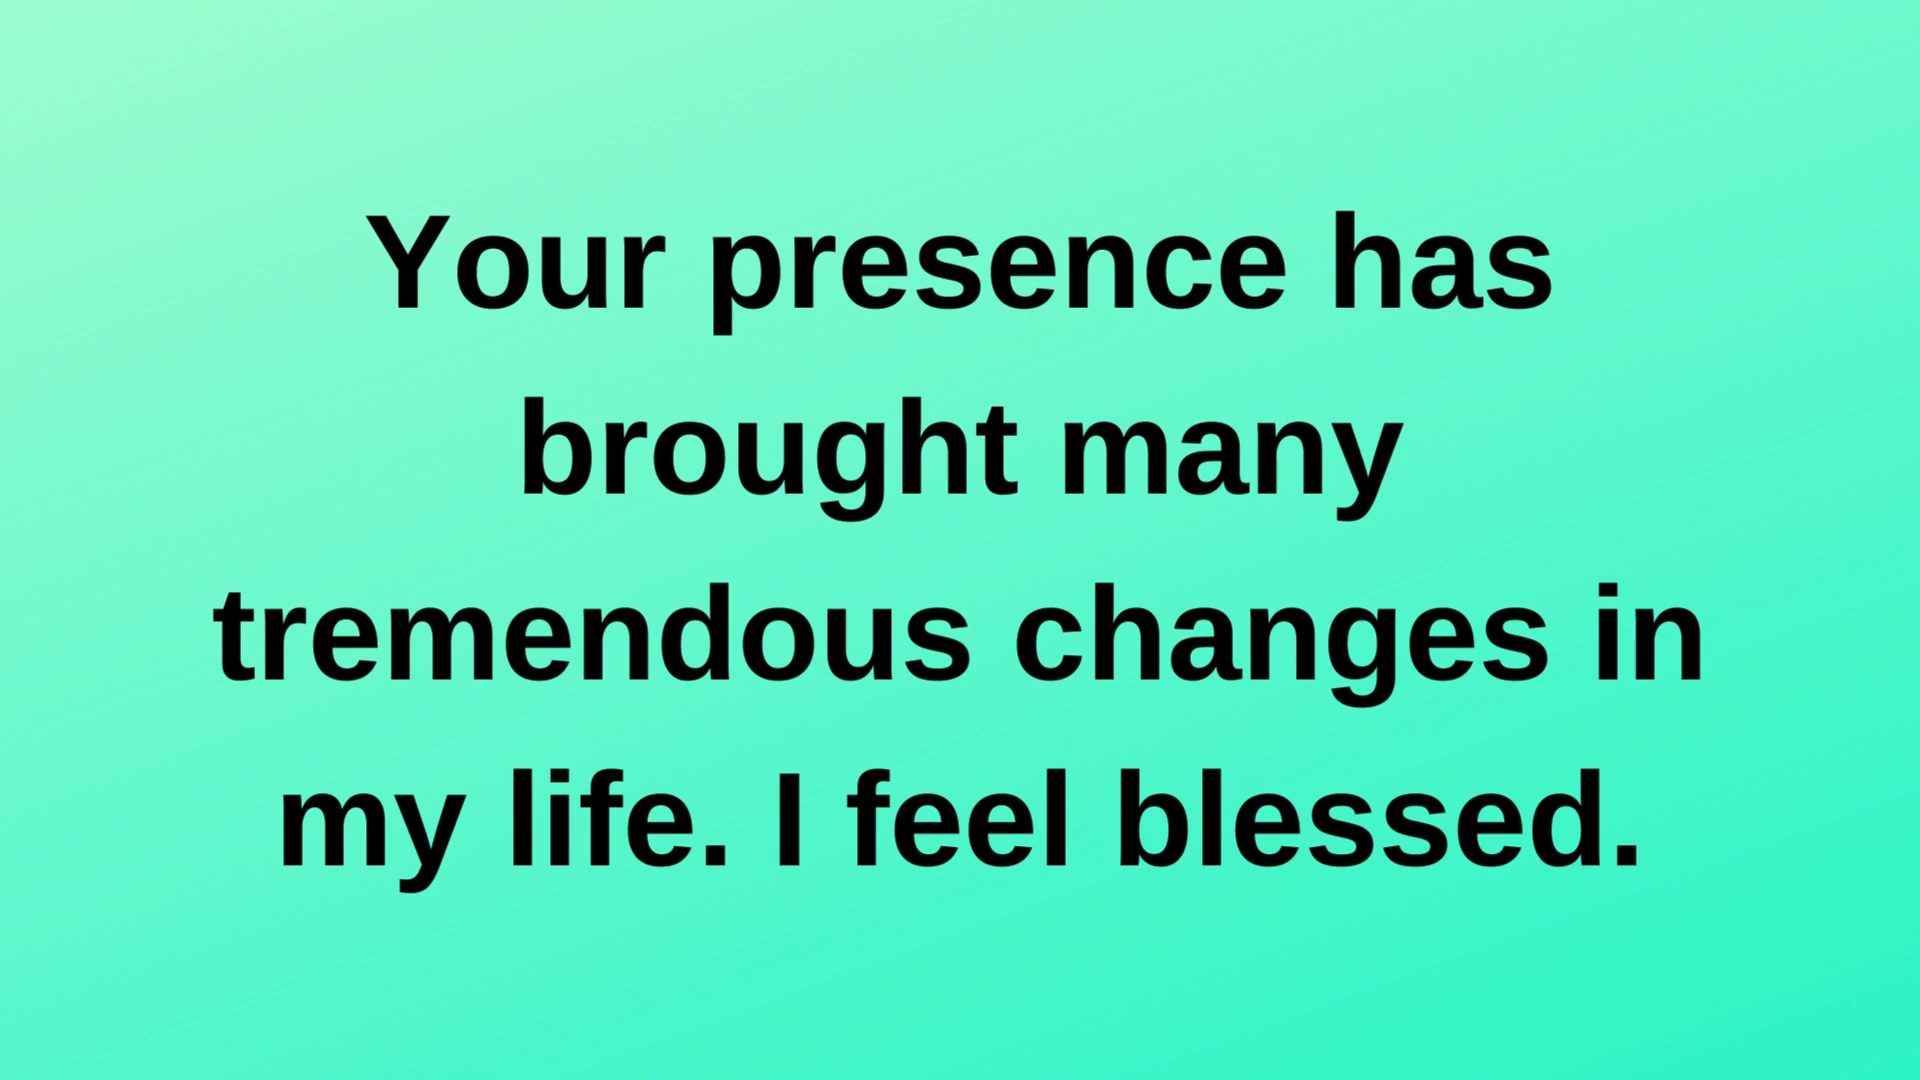 Your presence has
brought many
tremendous changes in
my life. I feel blessed.